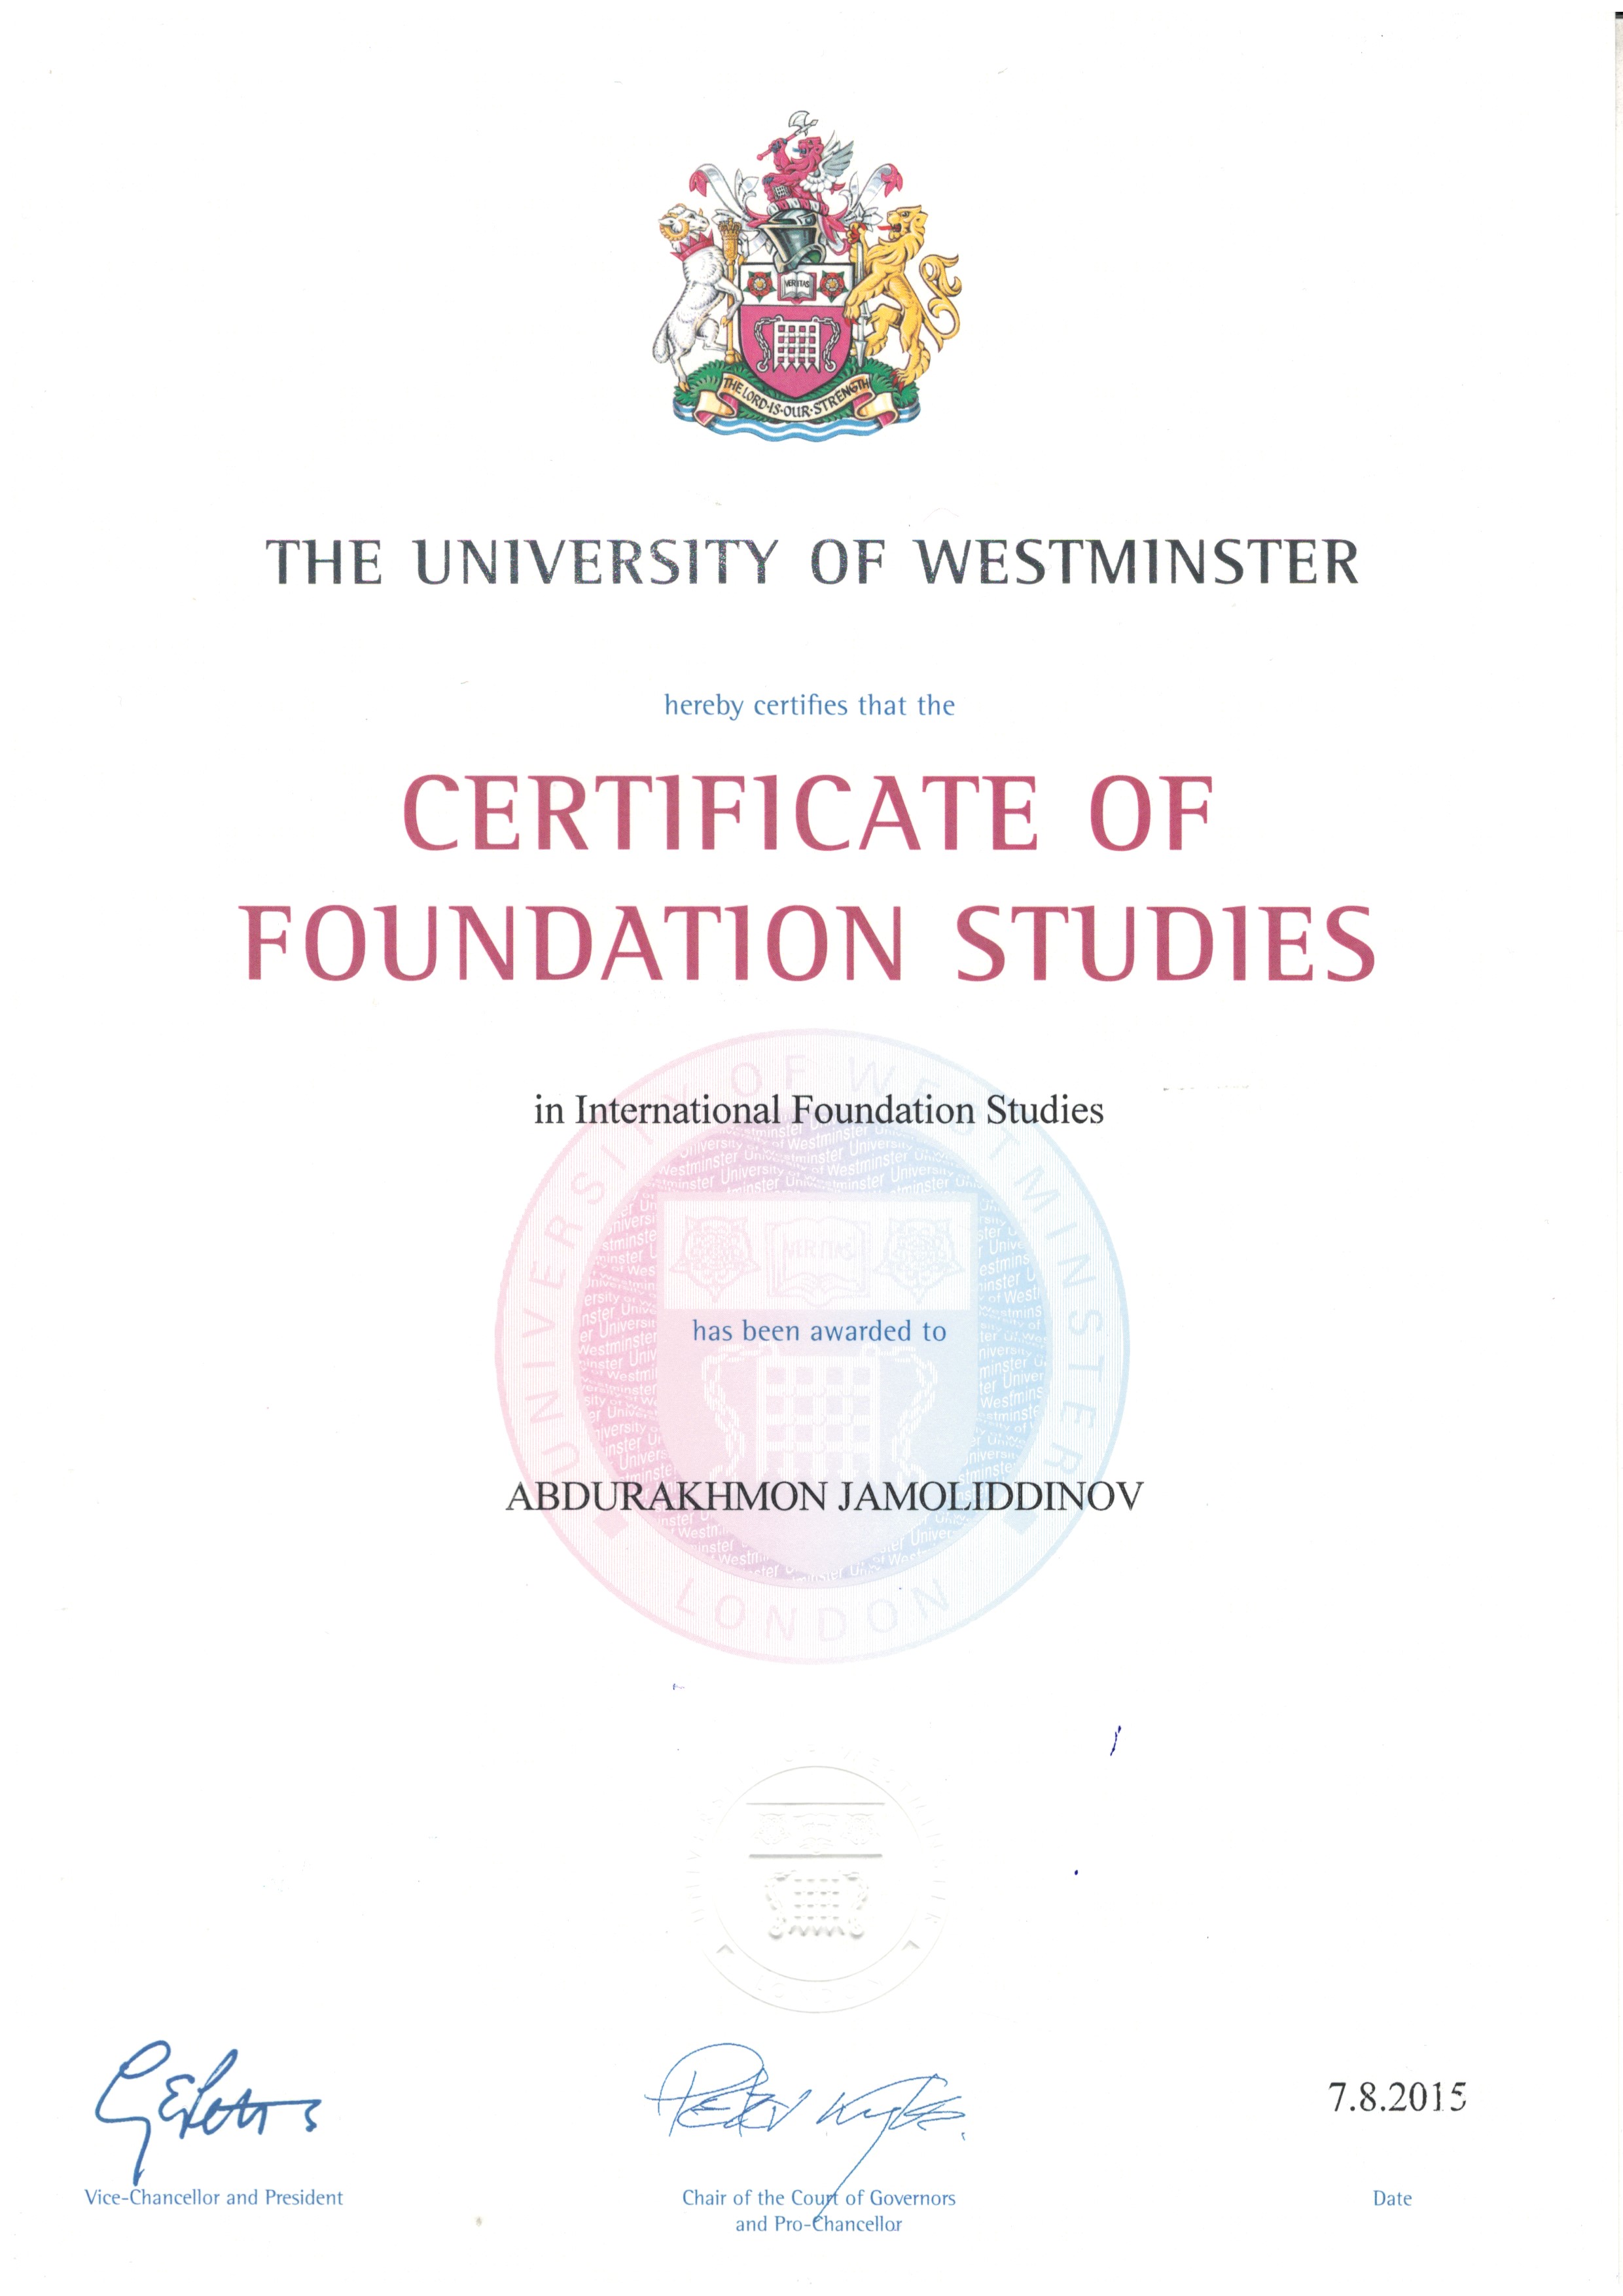 VERITAS
THE·LORD·IS·OUR·STRENGTH
THE UNIVERSITY OF WESTMINSTER
hereby certifies that the
CERTIFICATE OF
FOUNDATION STUDIES
in International Foundation Studies
UNIVERSITY OF WESTMINSTER
VERITAS
has been awarded to
ABDURAKHMON JAMOLIDDINOV
LONDON
7.8.2015
Vice-Chancellor and President
Chair of the Court of Governors
and Pro-Chancellor
Date